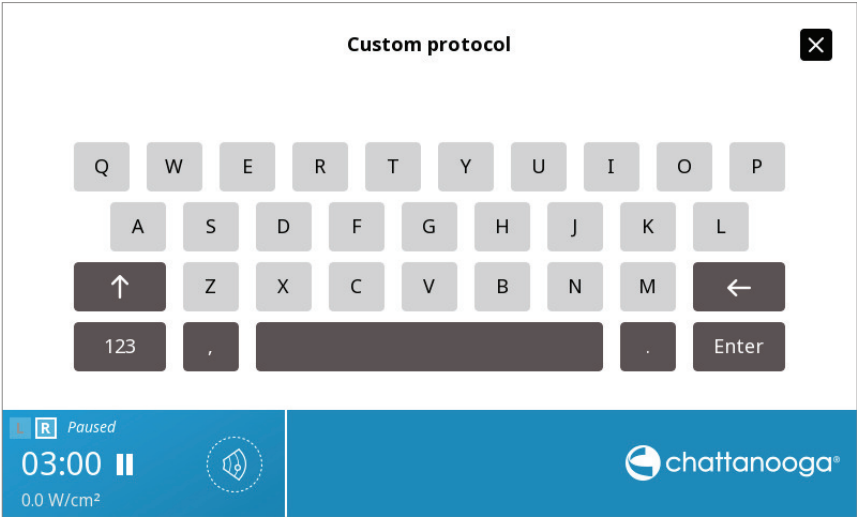 Custom protocol
Q W E R T Y U I O P
A S D F G H J K L
Z X C V B N M
123 , . Enter
L R Paused
03:00
0.0 W/cm²
chattanooga®